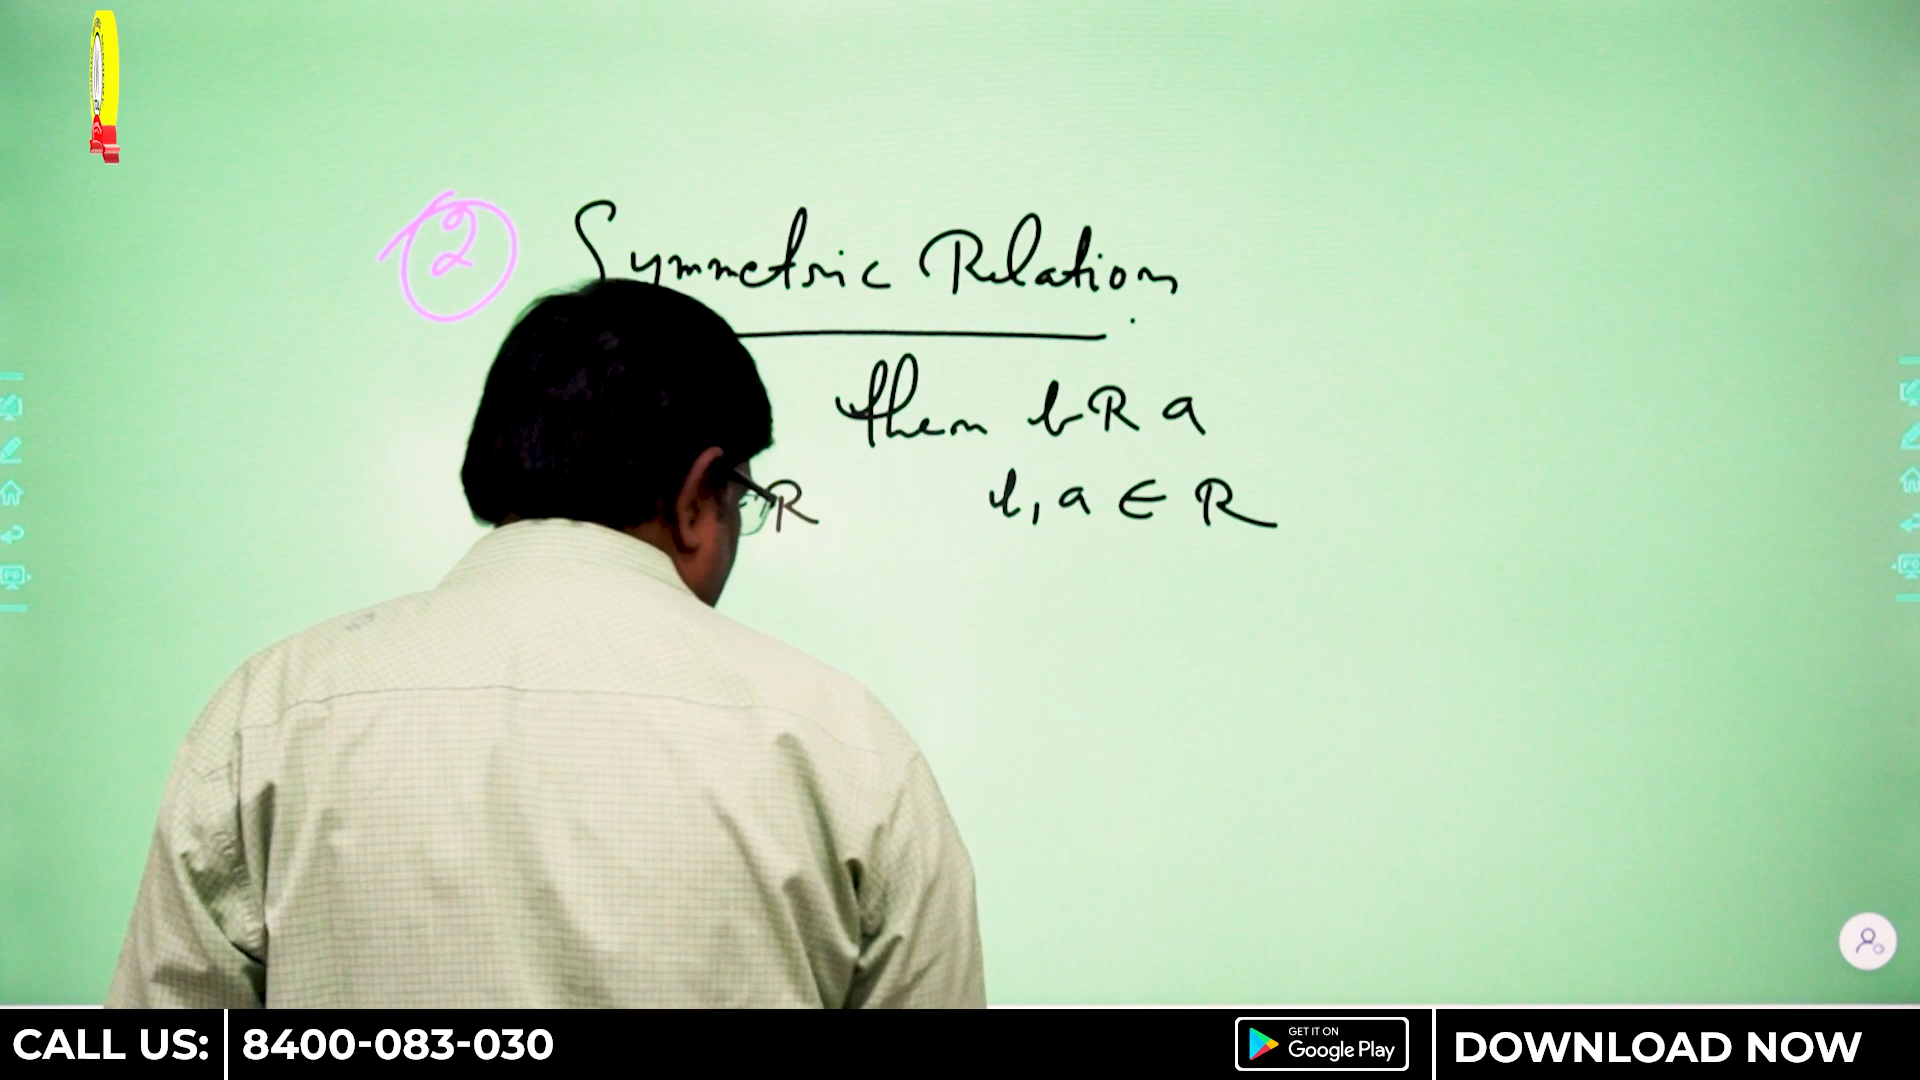 ② Symmetric Relation
then bRa
R b, a ∈ R
CALL US: 8400-083-030
GET IT ON
Google Play
DOWNLOAD NOW